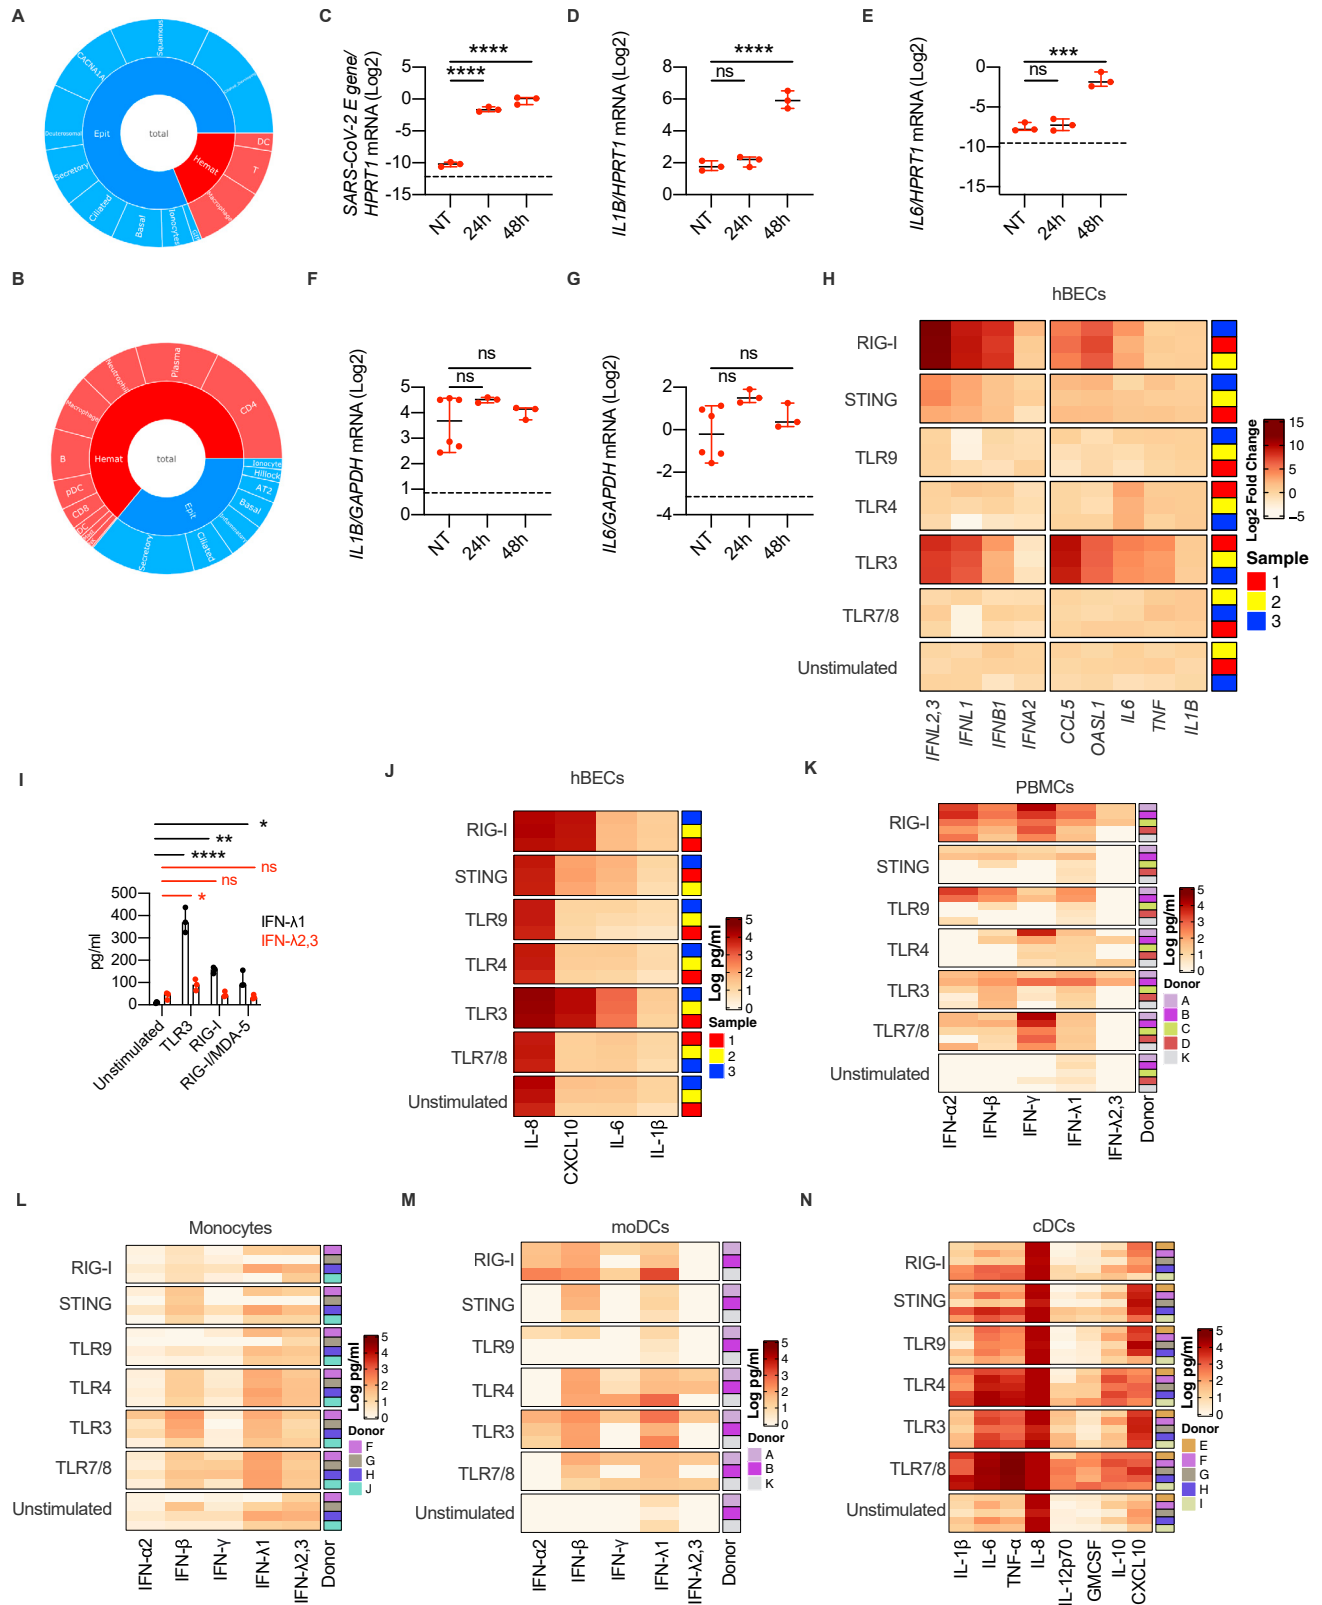 A
Squamous
CACNA1A
Deuterosomal
Secretory
Ciliated
Basal
Ionocytes
Epit
total
Hemat
DC
T
Macrophage
C
SARS-CoV-2 E gene/
HPRT1 mRNA (Log2)
5
0
-5
-10
-15
****
****
NT
24h
48h
D
IL1B/HPRT1 mRNA (Log2)
8
6
4
2
0
****
ns
NT
24h
48h
E
IL6/HPRT1 mRNA (Log2)
0
-5
-10
-15
***
ns
NT
24h
48h
B
Neutrophil
Plasma
CD4
Macrophage
B
pDC
CD8
Hemat
total
Epit
Ionocyte
Hillock
AT2
Basal
Inflammatory
Ciliated
Secretory
F
IL1B/GAPDH mRNA (Log2)
5
4
3
2
1
0
ns
ns
NT
24h
48h
G
IL6/GAPDH mRNA (Log2)
2
0
-2
-4
ns
ns
NT
24h
48h
H
hBECs
RIG-I
STING
TLR9
TLR4
TLR3
TLR7/8
Unstimulated
IFNL2,3
IFNL1
IFNB1
IFNA2
CCL5
OASL1
IL6
TNF
IL1B
Log2 Fold Change
15
10
5
0
−5
Sample
1
2
3
I
*
**
****
ns
ns
*
pg/ml
500
400
300
200
100
0
IFN-λ1
IFN-λ2,3
Unstimulated
TLR3
RIG-I
RIG-I/MDA-5
J
hBECs
RIG-I
STING
TLR9
TLR4
TLR3
TLR7/8
Unstimulated
IL-8
CXCL10
IL-6
IL-1β
Log pg/ml
5
4
3
2
1
0
Sample
1
2
3
K
PBMCs
RIG-I
STING
TLR9
TLR4
TLR3
TLR7/8
Unstimulated
IFN-α2
IFN-β
IFN-γ
IFN-λ1
IFN-λ2,3
Donor
Log pg/ml
5
4
3
2
1
0
Donor
A
B
C
D
K
L
Monocytes
RIG-I
STING
TLR9
TLR4
TLR3
TLR7/8
Unstimulated
IFN-α2
IFN-β
IFN-γ
IFN-λ1
IFN-λ2,3
Donor
Log pg/ml
5
4
3
2
1
0
Donor
F
G
H
J
M
moDCs
RIG-I
STING
TLR9
TLR4
TLR3
TLR7/8
Unstimulated
IFN-α2
IFN-β
IFN-γ
IFN-λ1
IFN-λ2,3
Donor
Log pg/ml
5
4
3
2
1
0
Donor
A
B
K
N
cDCs
RIG-I
STING
TLR9
TLR4
TLR3
TLR7/8
Unstimulated
IL-1β
IL-6
TNF-α
IL-8
IL-12p70
GMCSF
IL-10
CXCL10
Log pg/ml
5
4
3
2
1
0
Donor
E
F
G
H
I